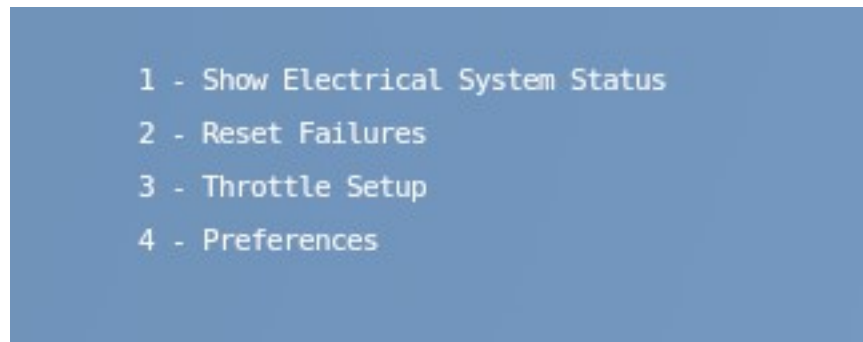 1 - Show Electrical System Status
2 - Reset Failures
3 - Throttle Setup
4 - Preferences